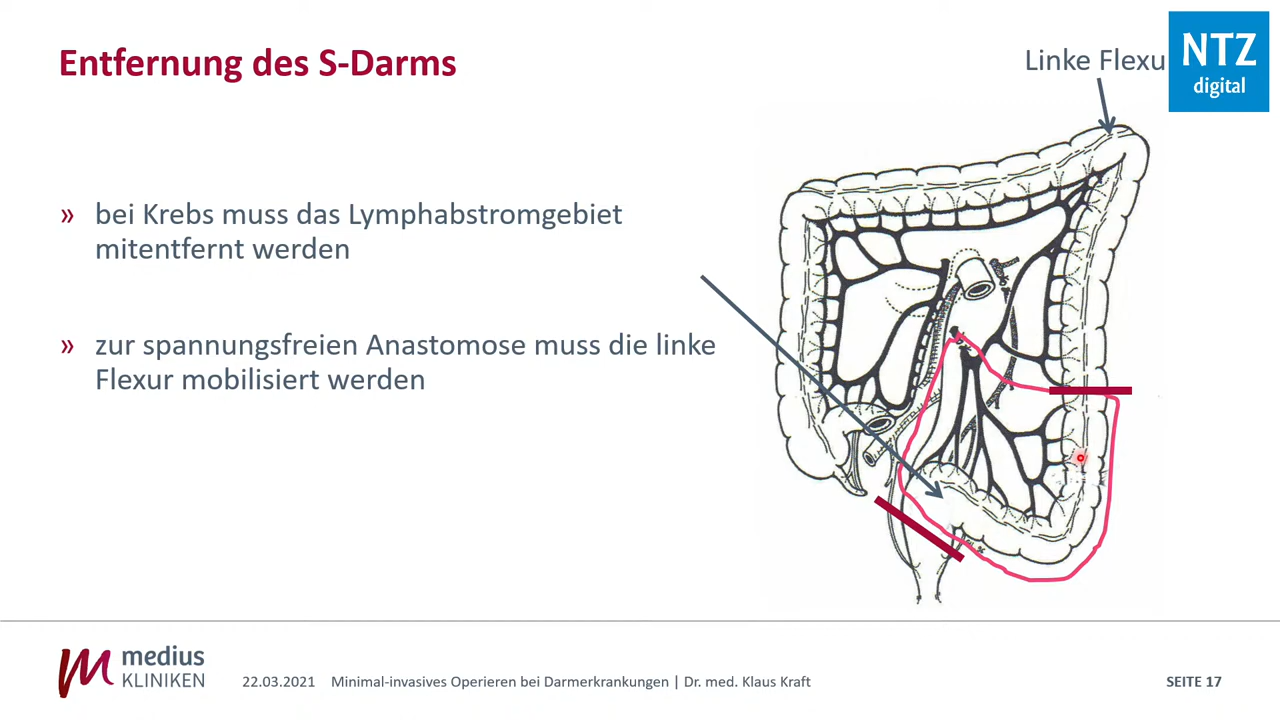 Entfernung des S-Darms
Linke Flexu
NTZ
digital
» bei Krebs muss das Lymphabstromgebiet
mitentfernt werden
» zur spannungsfreien Anastomose muss die linke
Flexur mobilisiert werden
medius
KLINIKEN
22.03.2021 Minimal-invasives Operieren bei Darmerkrankungen | Dr. med. Klaus Kraft
SEITE 17